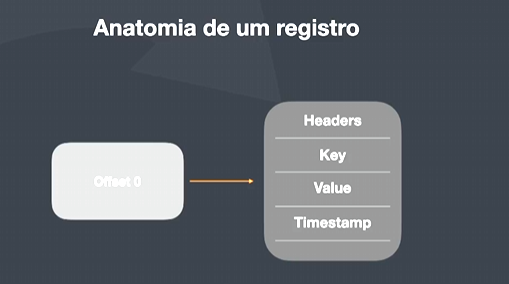 Anatomia de um registro
Offset 0
Headers
Key
Value
Timestamp